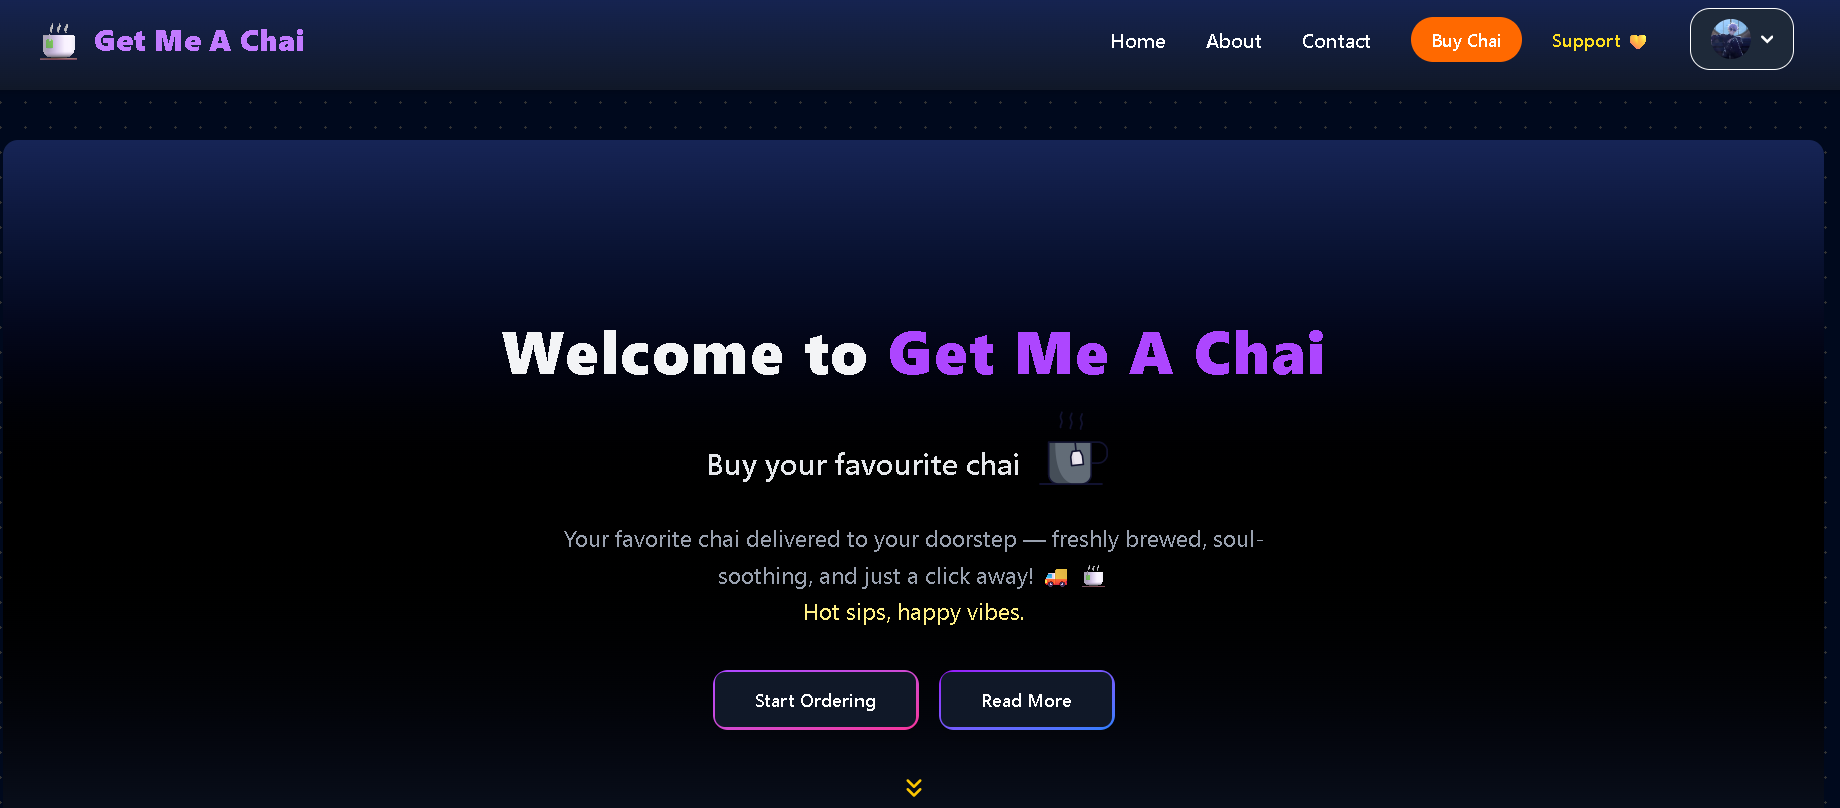 Get Me A Chai
Home
About
Contact
Buy Chai
Support
Welcome to Get Me A Chai
Buy your favourite chai
Your favorite chai delivered to your doorstep — freshly brewed, soul-
soothing, and just a click away!
Hot sips, happy vibes.
Start Ordering
Read More